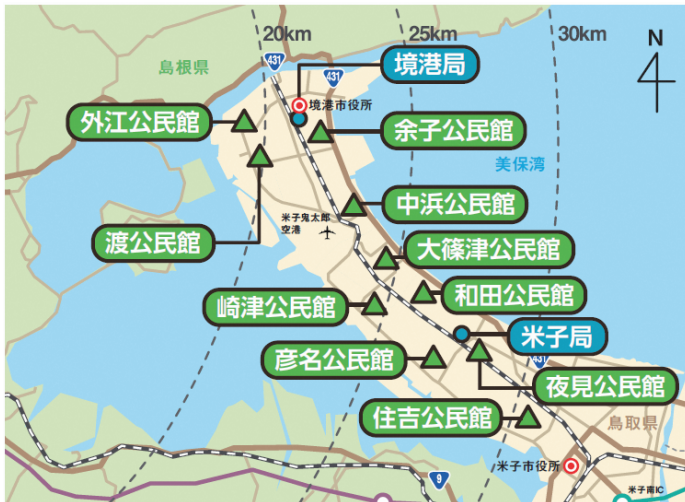 20km
25km
30km
N
島根県
431
境港局
431
境港市役所
外江公民館
余子公民館
美保湾
中浜公民館
渡公民館
米子鬼太郎
空港
大篠津公民館
和田公民館
崎津公民館
米子局
彦名公民館
431
夜見公民館
住吉公民館
鳥取県
米子市役所
9
米子南IC